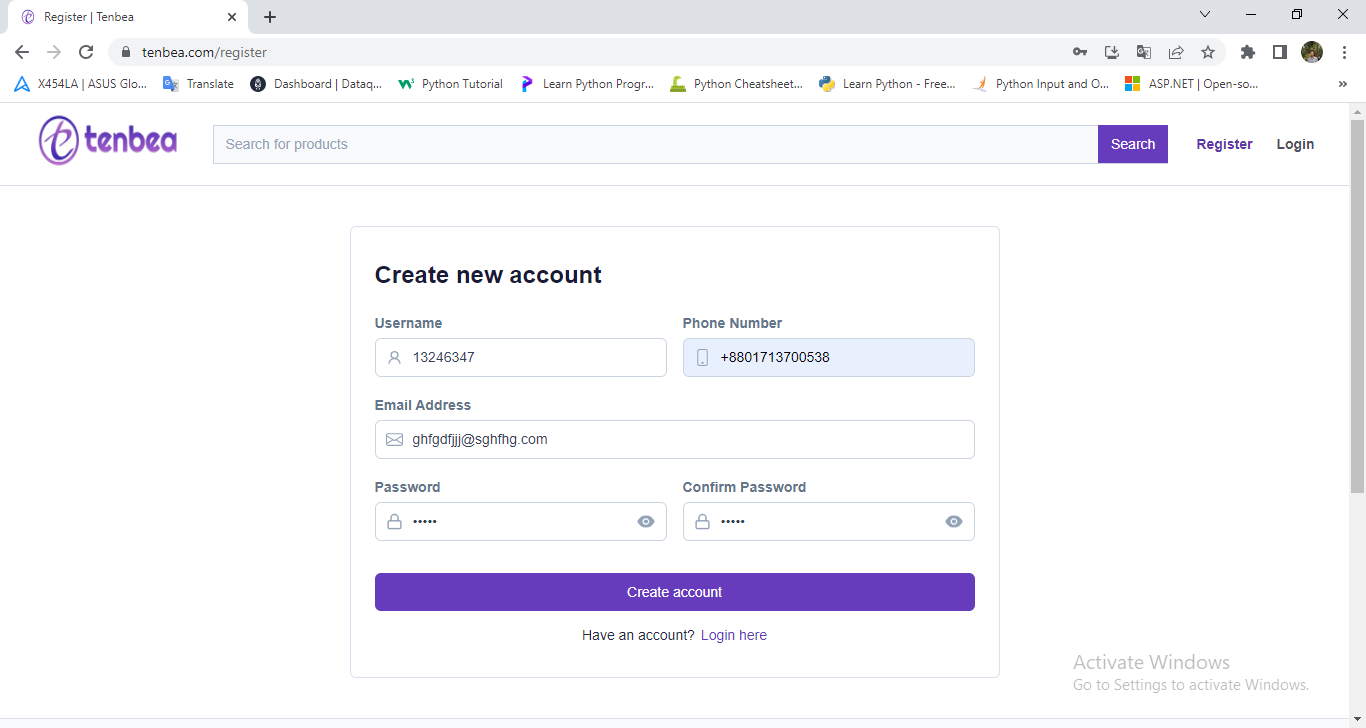 Register | Tenbea
tenbea.com/register
X454LA | ASUS Glo... Translate Dashboard | Dataq... Python Tutorial Learn Python Progr... Python Cheatsheet... Learn Python - Free... Python Input and O... ASP.NET | Open-so... »
tenbea Search for products Search Register Login
Create new account
Username Phone Number
13246347 +8801713700538
Email Address
ghfgdfjjj@sghfhg.com
Password Confirm Password
••••• •••••
Create account
Have an account? Login here
Activate Windows
Go to Settings to activate Windows.